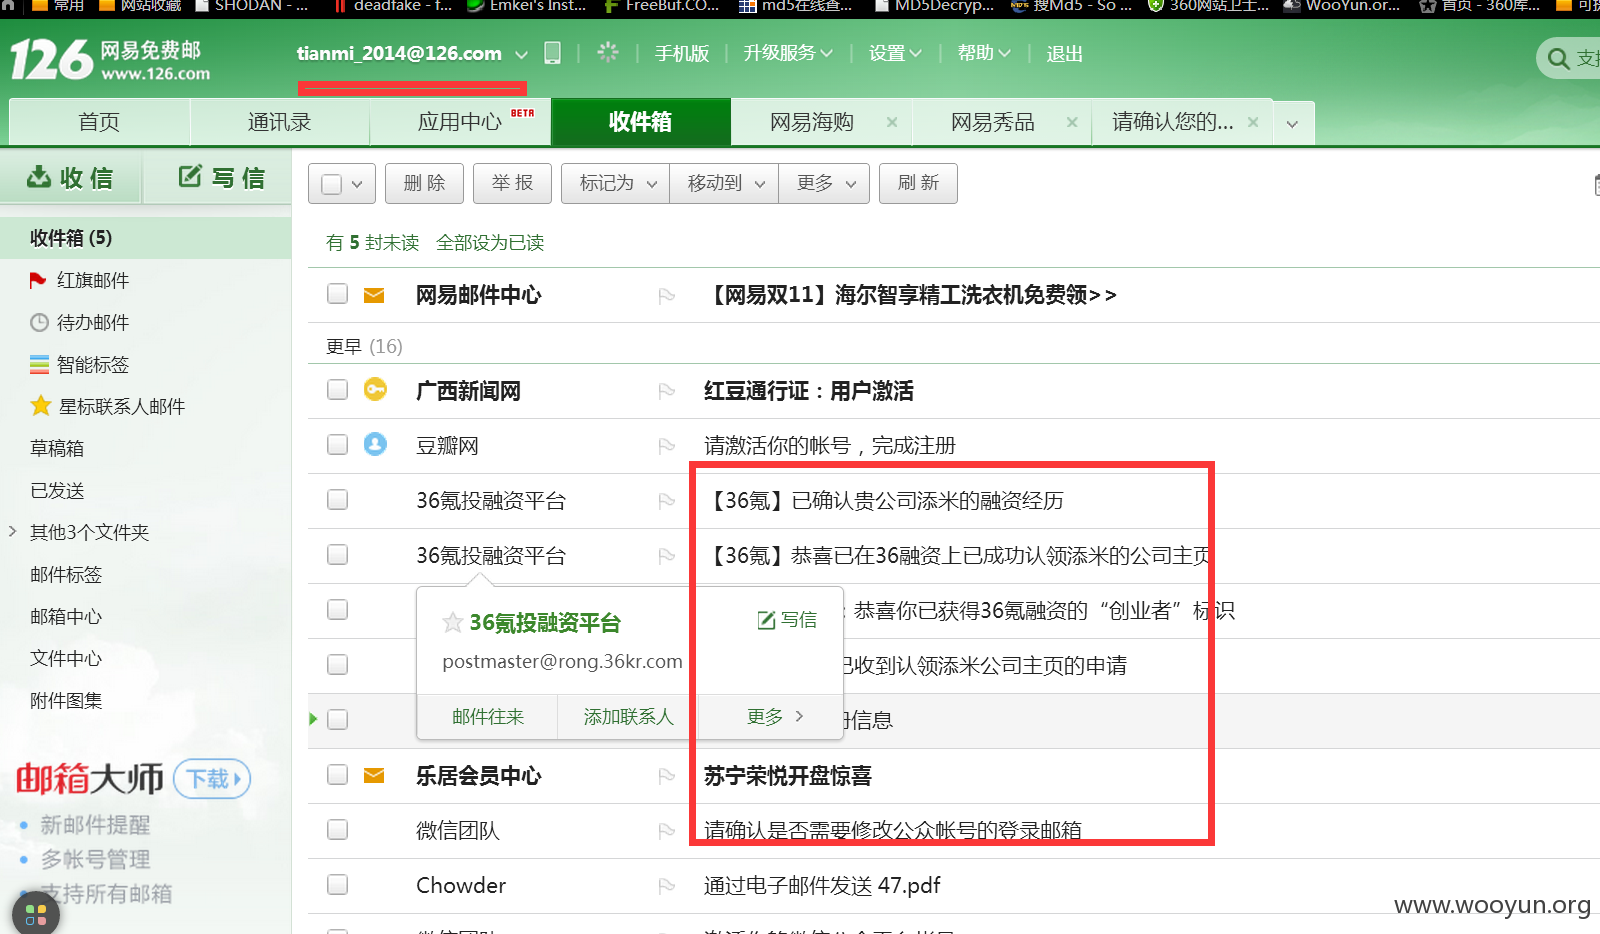 常用 网站收藏 SHODAN - ... deadfake - f... Emkei's Inst... FreeBuf.CO... md5在线查... MD5Decryp... 搜Md5 - So ... 360网站卫士... WooYun.or... 首页 - 360库...
126 网易免费邮
www.126.com
tianmi_2014@126.com 手机版 升级服务 设置 帮助 退出
首页 通讯录 应用中心 BETA 收件箱 网易海购 网易秀品 请确认您的...
收信 写信
删 除 举 报 标记为 移动到 更多 刷 新
收件箱 (5)
红旗邮件
待办邮件
智能标签
星标联系人邮件
草稿箱
已发送
其他3个文件夹
邮件标签
邮箱中心
文件中心
附件图集
邮箱大师 下载
新邮件提醒
多帐号管理
支持所有邮箱
有 5 封未读 全部设为已读
网易邮件中心 【网易双11】海尔智享精工洗衣机免费领>>
更早 (16)
广西新闻网 红豆通行证：用户激活
豆瓣网 请激活你的帐号，完成注册
36氪投融资平台 【36氪】已确认贵公司添米的融资经历
36氪投融资平台 【36氪】恭喜已在36融资上已成功认领添米的公司主页
：恭喜你已获得36氪融资的“创业者”标识
已收到认领添米公司主页的申请
册信息
36氪投融资平台 写信
postmaster@rong.36kr.com
邮件往来 添加联系人 更多
乐居会员中心 苏宁荣悦开盘惊喜
微信团队 请确认是否需要修改公众帐号的登录邮箱
Chowder 通过电子邮件发送 47.pdf
www.wooyun.org